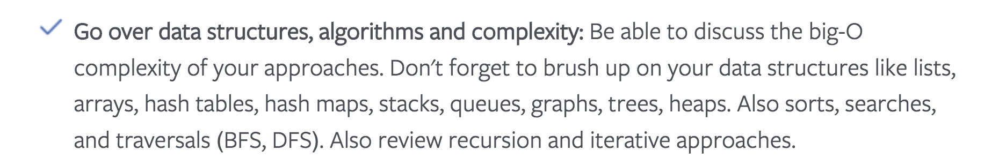 Go over data structures, algorithms and complexity: Be able to discuss the big-O
complexity of your approaches. Don't forget to brush up on your data structures like lists,
arrays, hash tables, hash maps, stacks, queues, graphs, trees, heaps. Also sorts, searches,
and traversals (BFS, DFS). Also review recursion and iterative approaches.